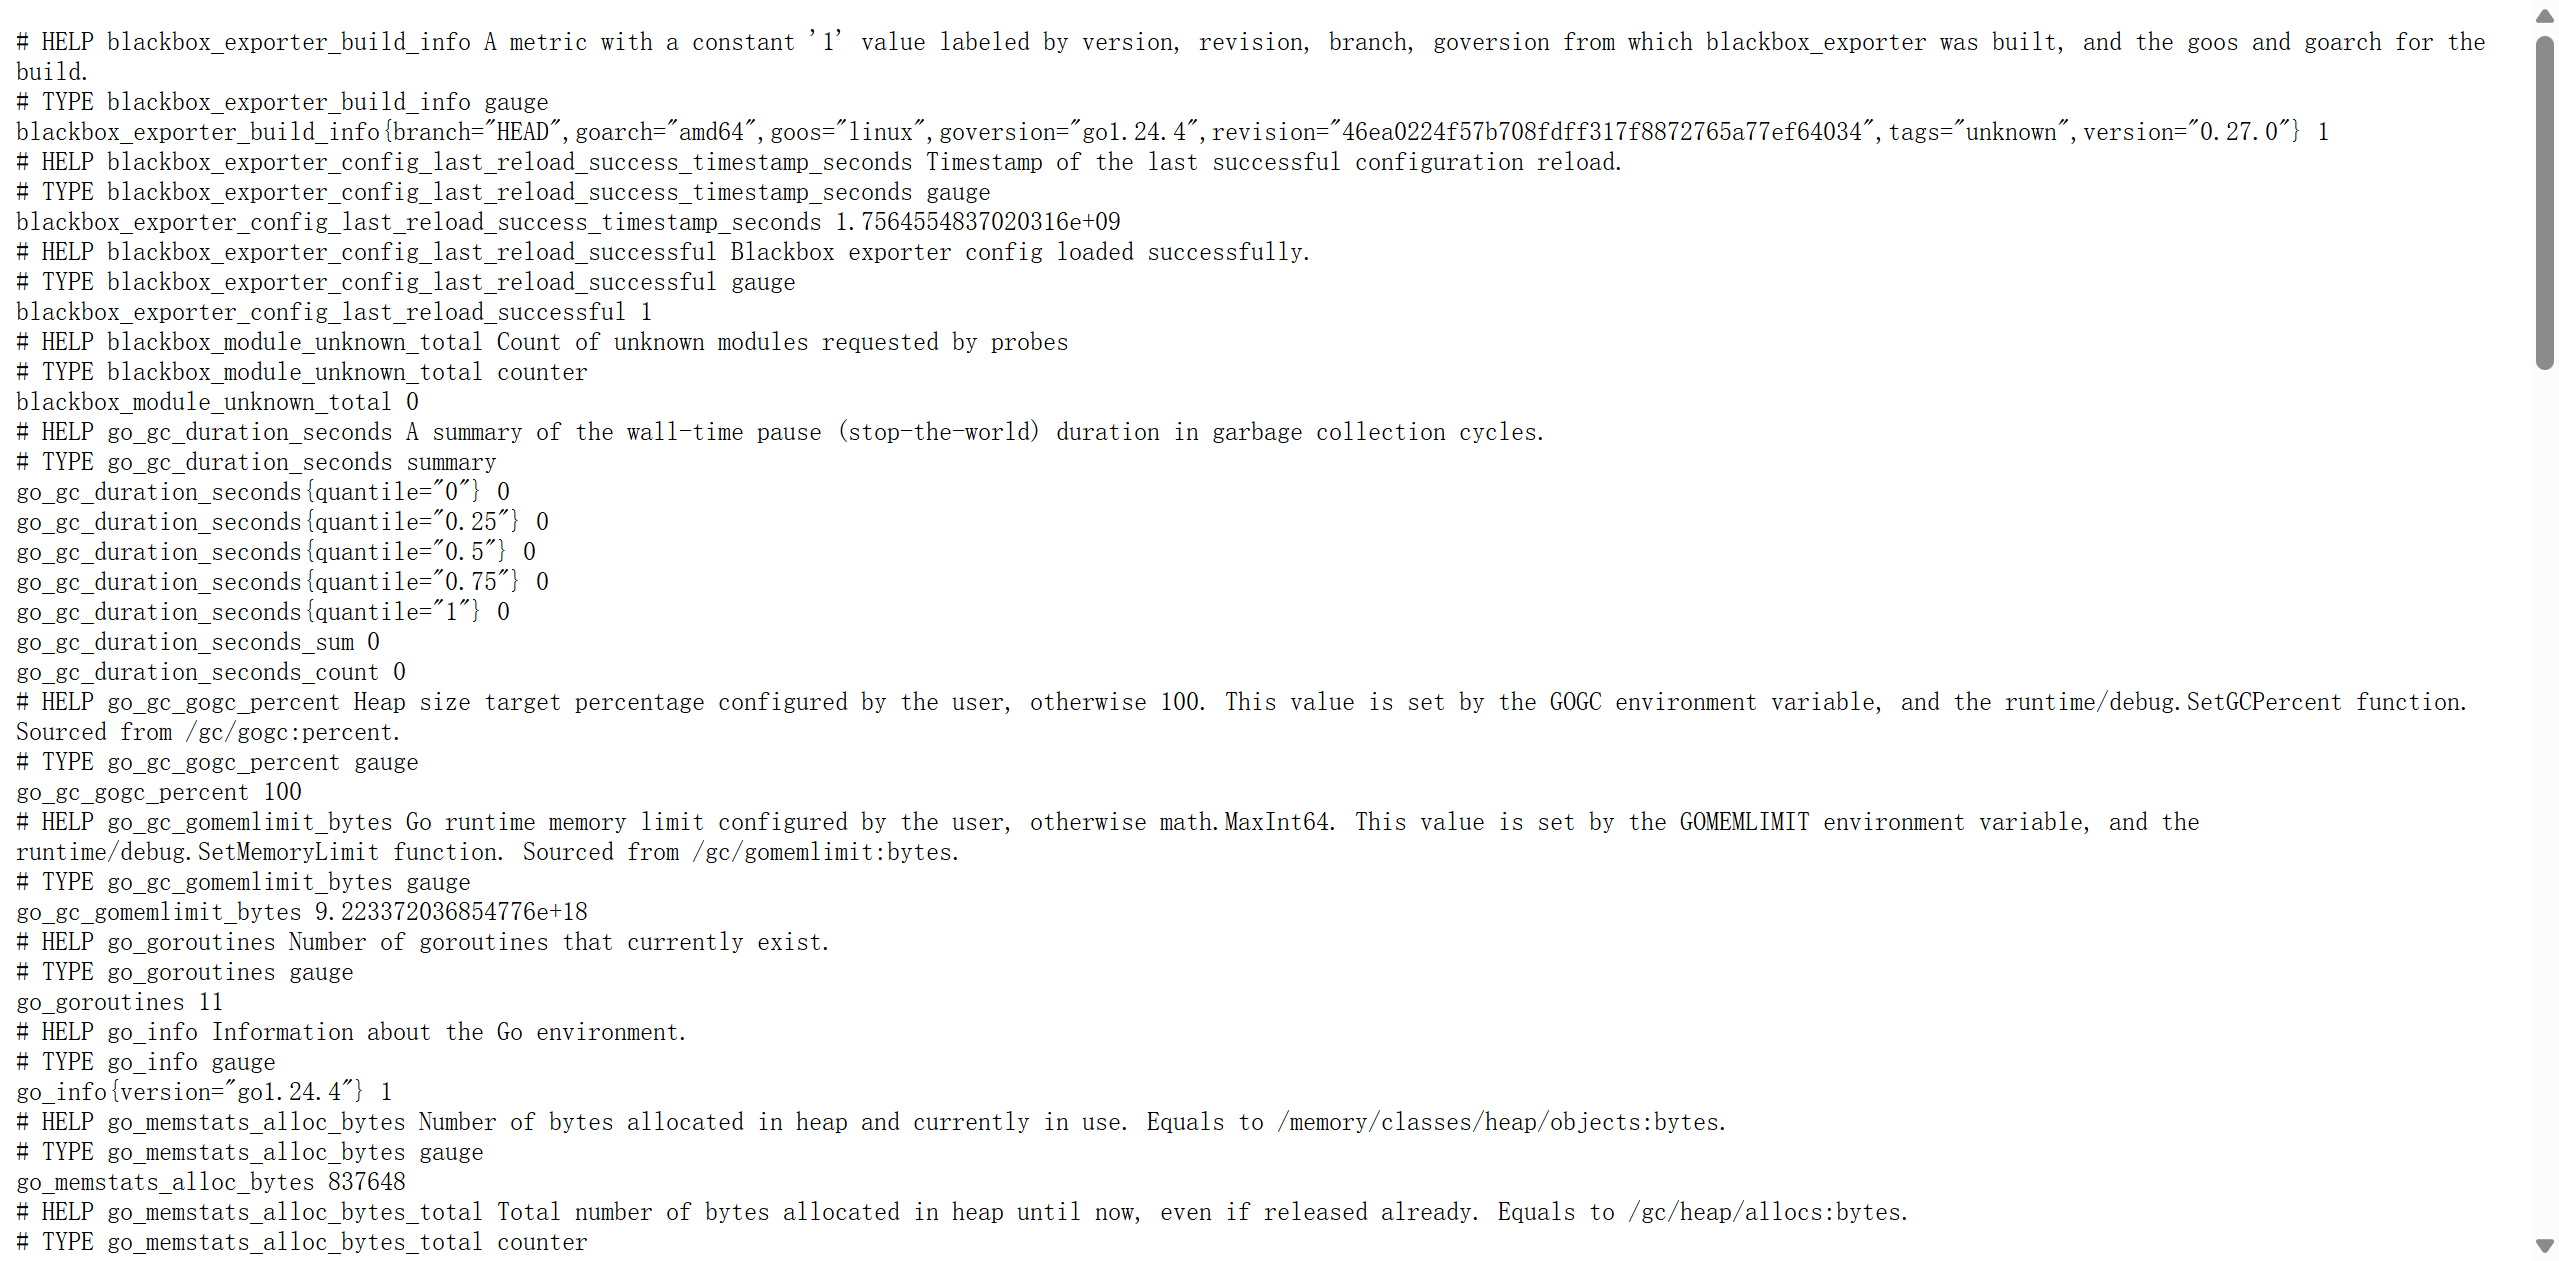 # HELP blackbox_exporter_build_info A metric with a constant '1' value labeled by version, revision, branch, goversion from which blackbox_exporter was built, and the goos and goarch for the
build.
# TYPE blackbox_exporter_build_info gauge
blackbox_exporter_build_info{branch="HEAD",goarch="amd64",goos="linux",goversion="go1.24.4",revision="46ea0224f57b708fdff317f8872765a77ef64034",tags="unknown",version="0.27.0"} 1
# HELP blackbox_exporter_config_last_reload_success_timestamp_seconds Timestamp of the last successful configuration reload.
# TYPE blackbox_exporter_config_last_reload_success_timestamp_seconds gauge
blackbox_exporter_config_last_reload_success_timestamp_seconds 1.7564554837020316e+09
# HELP blackbox_exporter_config_last_reload_successful Blackbox exporter config loaded successfully.
# TYPE blackbox_exporter_config_last_reload_successful gauge
blackbox_exporter_config_last_reload_successful 1
# HELP blackbox_module_unknown_total Count of unknown modules requested by probes
# TYPE blackbox_module_unknown_total counter
blackbox_module_unknown_total 0
# HELP go_gc_duration_seconds A summary of the wall-time pause (stop-the-world) duration in garbage collection cycles.
# TYPE go_gc_duration_seconds summary
go_gc_duration_seconds{quantile="0"} 0
go_gc_duration_seconds{quantile="0.25"} 0
go_gc_duration_seconds{quantile="0.5"} 0
go_gc_duration_seconds{quantile="0.75"} 0
go_gc_duration_seconds{quantile="1"} 0
go_gc_duration_seconds_sum 0
go_gc_duration_seconds_count 0
# HELP go_gc_gogc_percent Heap size target percentage configured by the user, otherwise 100. This value is set by the GOGC environment variable, and the runtime/debug.SetGCPercent function.
Sourced from /gc/gogc:percent.
# TYPE go_gc_gogc_percent gauge
go_gc_gogc_percent 100
# HELP go_gc_gomemlimit_bytes Go runtime memory limit configured by the user, otherwise math.MaxInt64. This value is set by the GOMEMLIMIT environment variable, and the
runtime/debug.SetMemoryLimit function. Sourced from /gc/gomemlimit:bytes.
# TYPE go_gc_gomemlimit_bytes gauge
go_gc_gomemlimit_bytes 9.223372036854776e+18
# HELP go_goroutines Number of goroutines that currently exist.
# TYPE go_goroutines gauge
go_goroutines 11
# HELP go_info Information about the Go environment.
# TYPE go_info gauge
go_info{version="go1.24.4"} 1
# HELP go_memstats_alloc_bytes Number of bytes allocated in heap and currently in use. Equals to /memory/classes/heap/objects:bytes.
# TYPE go_memstats_alloc_bytes gauge
go_memstats_alloc_bytes 837648
# HELP go_memstats_alloc_bytes_total Total number of bytes allocated in heap until now, even if released already. Equals to /gc/heap/allocs:bytes.
# TYPE go_memstats_alloc_bytes_total counter